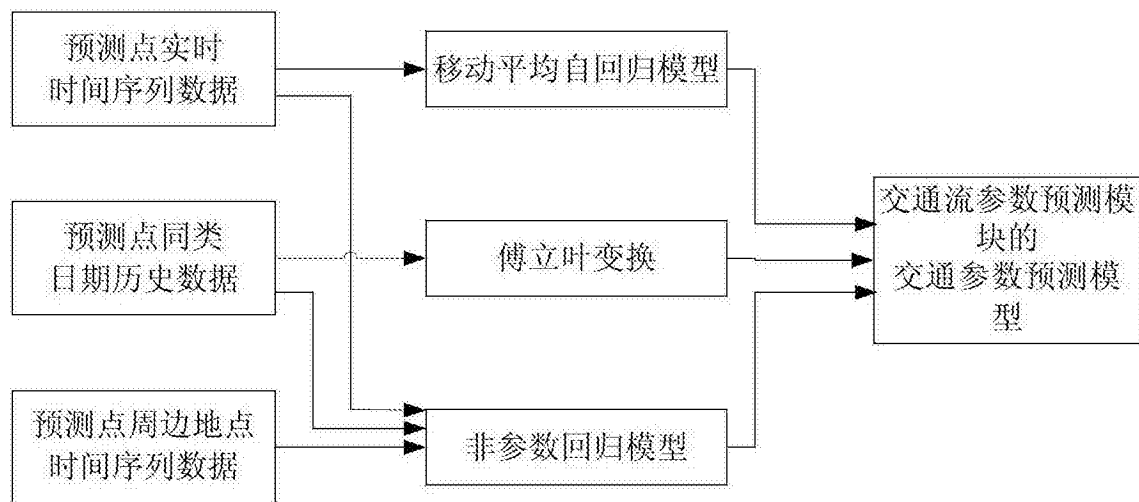 预测点实时
时间序列数据
移动平均自回归模型
预测点同类
日期历史数据
傅立叶变换
交通流参数预测模
块的
交通参数预测模
型
预测点周边地点
时间序列数据
非参数回归模型